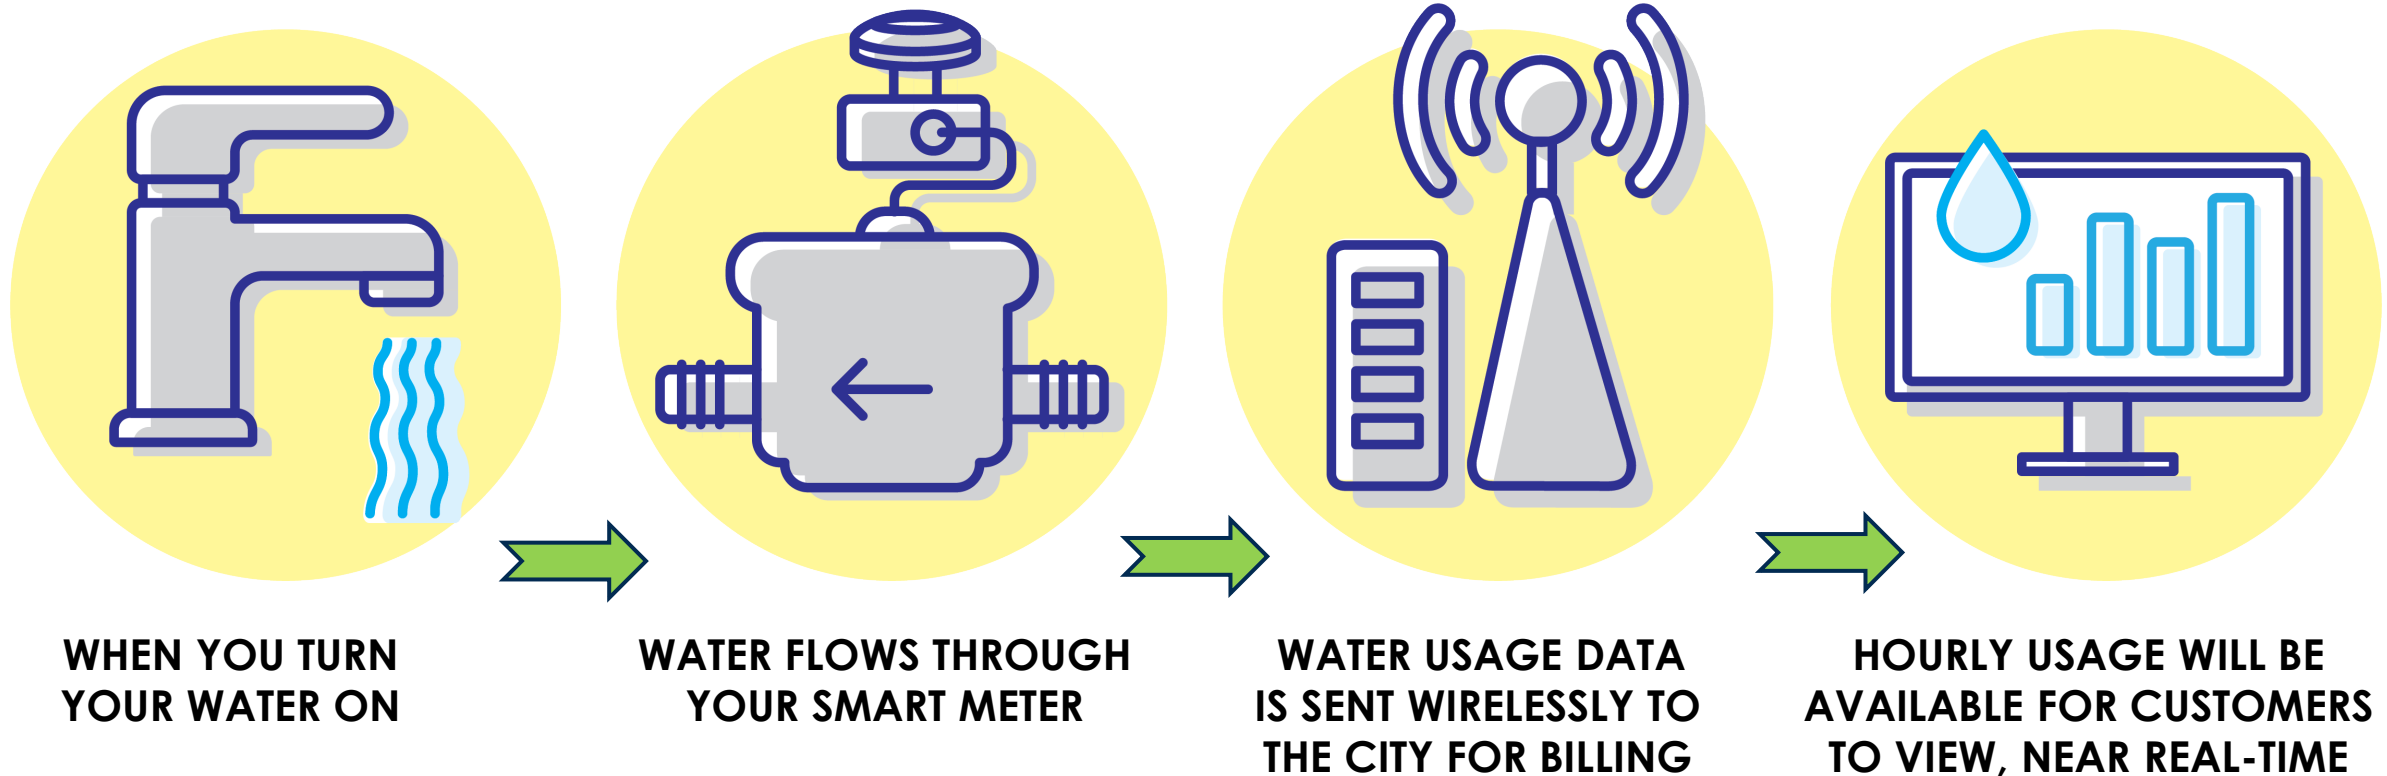 WHEN YOU TURN
YOUR WATER ON
WATER FLOWS THROUGH
YOUR SMART METER
WATER USAGE DATA
IS SENT WIRELESSLY TO
THE CITY FOR BILLING
HOURLY USAGE WILL BE
AVAILABLE FOR CUSTOMERS
TO VIEW, NEAR REAL-TIME